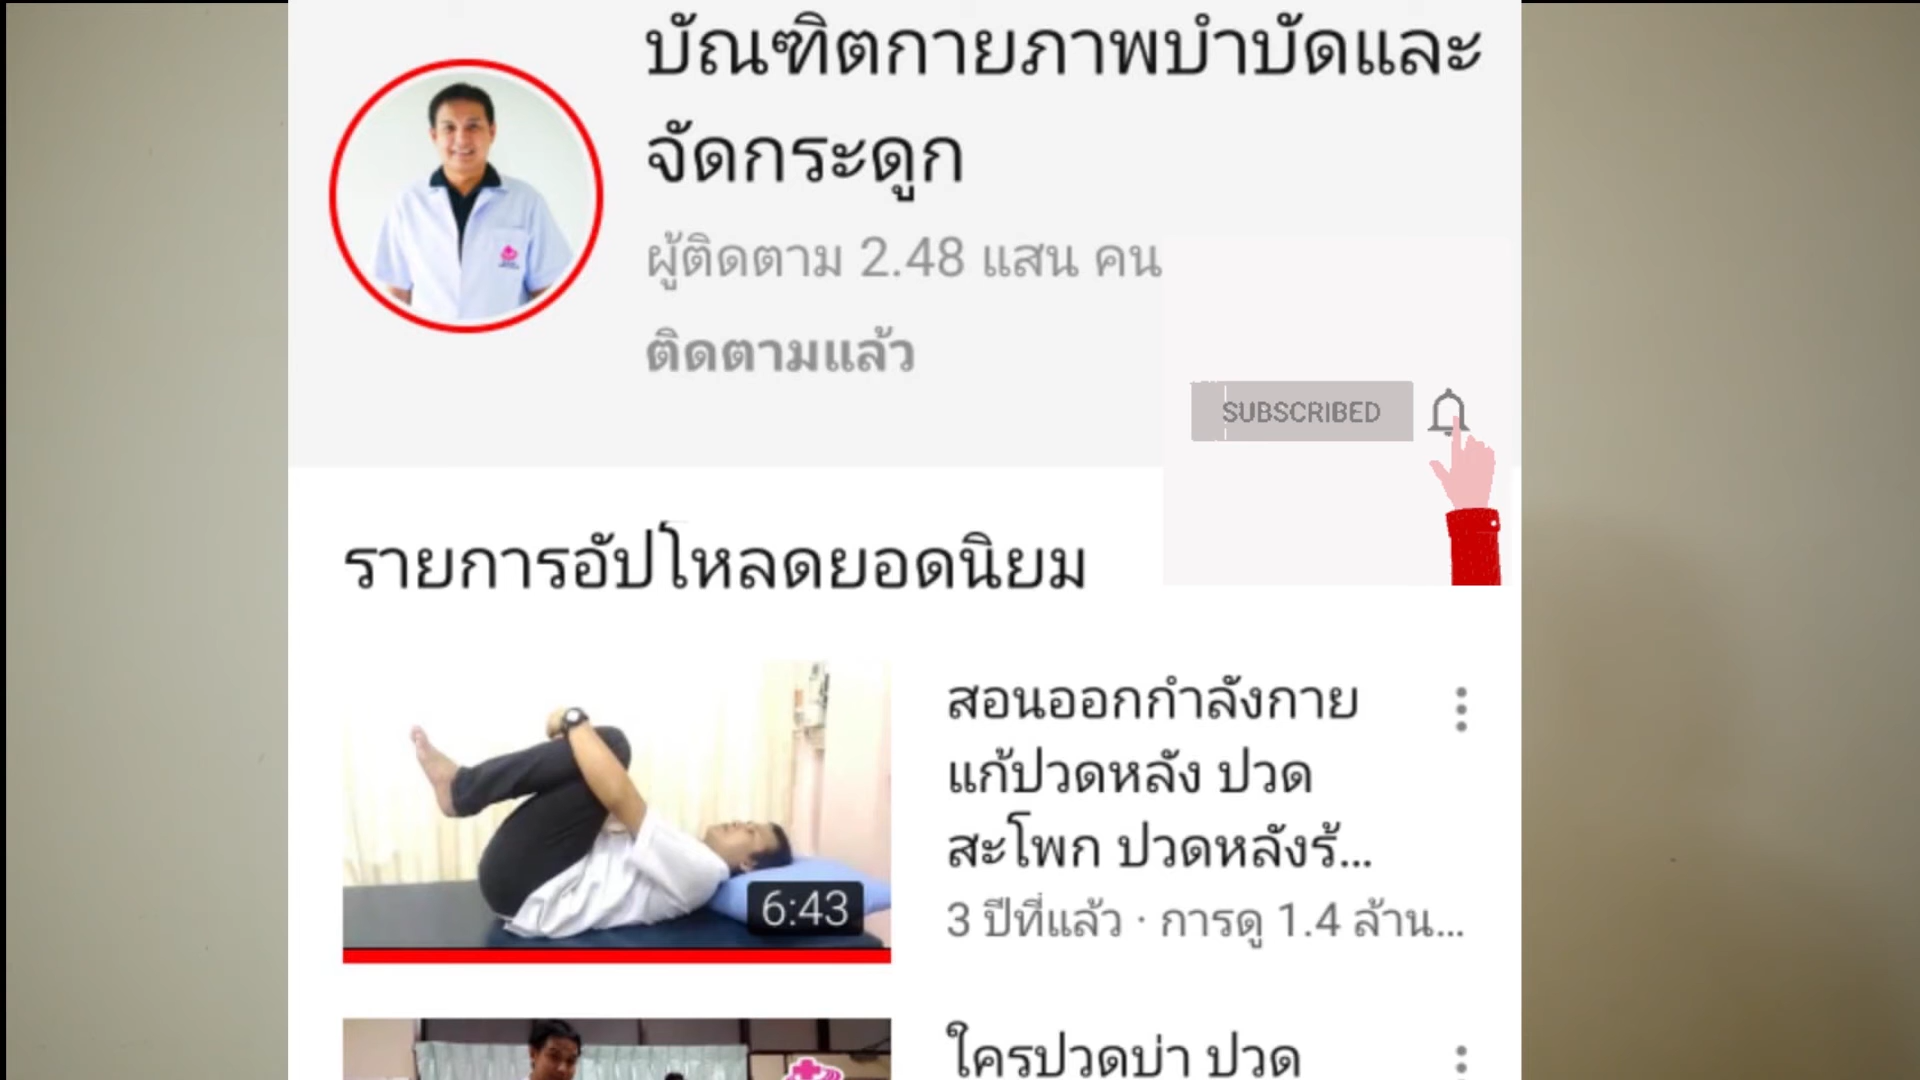 บัณฑิตกายภาพบำบัดและ
จัดกระดูก
ผู้ติดตาม 2.48 แสน คน
ติดตามแล้ว
SUBSCRIBED
รายการอัปโหลดยอดนิยม
สอนออกกำลังกาย
แก้ปวดหลัง ปวด
สะโพก ปวดหลังร้...
3 ปีที่แล้ว · การดู 1.4 ล้าน...
6:43
ใครปวดบ่า ปวด